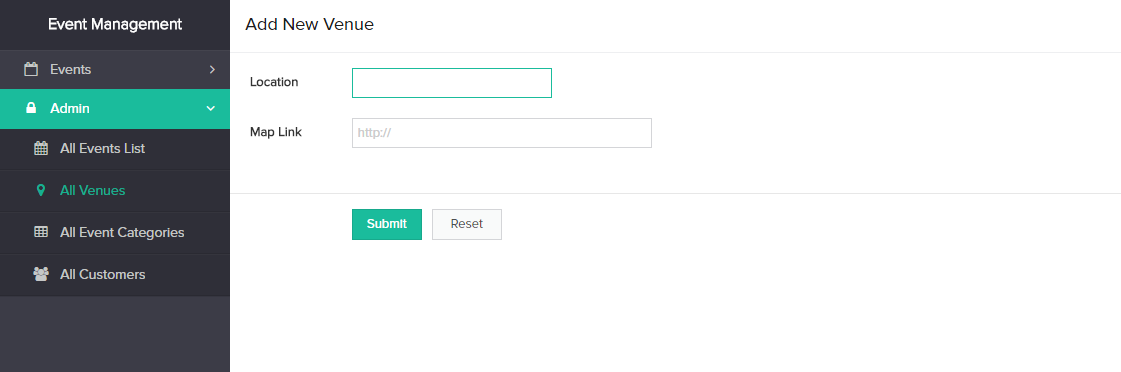 Event Management
Events
Admin
All Events List
All Venues
All Event Categories
All Customers
Add New Venue
Location
Map Link
http://
Submit
Reset